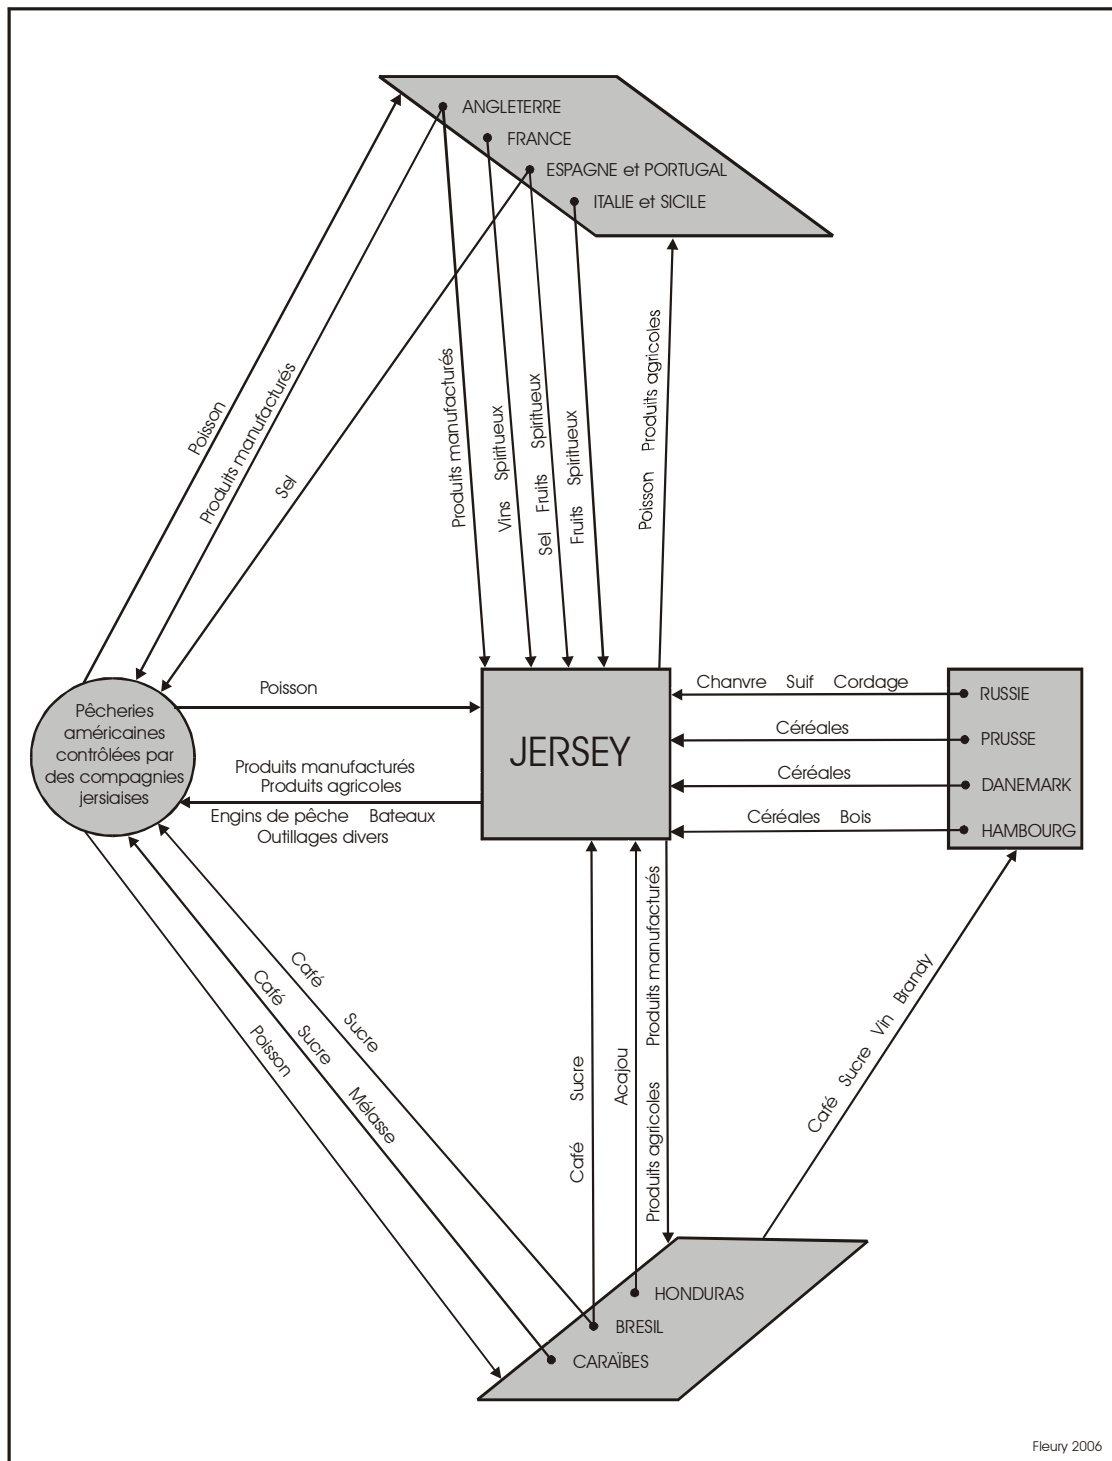 ANGLETERRE
FRANCE
ESPAGNE et PORTUGAL
ITALIE et SICILE
Poisson
Produits manufacturés
Sel
Produits manufacturés
Vins Spiritueux
Sel Fruits Spiritueux
Fruits Spiritueux
Poisson Produits agricoles
Pêcheries
américaines
contrôlées par
des compagnies
jersiaises
Poisson
Produits manufacturés
Produits agricoles
Engins de pêche Bateaux
Outillages divers
JERSEY
Chanvre Suif Cordage
Céréales
Céréales
Céréales Bois
RUSSIE
PRUSSE
DANEMARK
HAMBOURG
Café Sucre
Café Sucre Mélasse
Poisson
Café Sucre
Acajou
Produits agricoles Produits manufacturés
Café Sucre Vin Brandy
HONDURAS
BRESIL
CARAÏBES
Fleury 2006